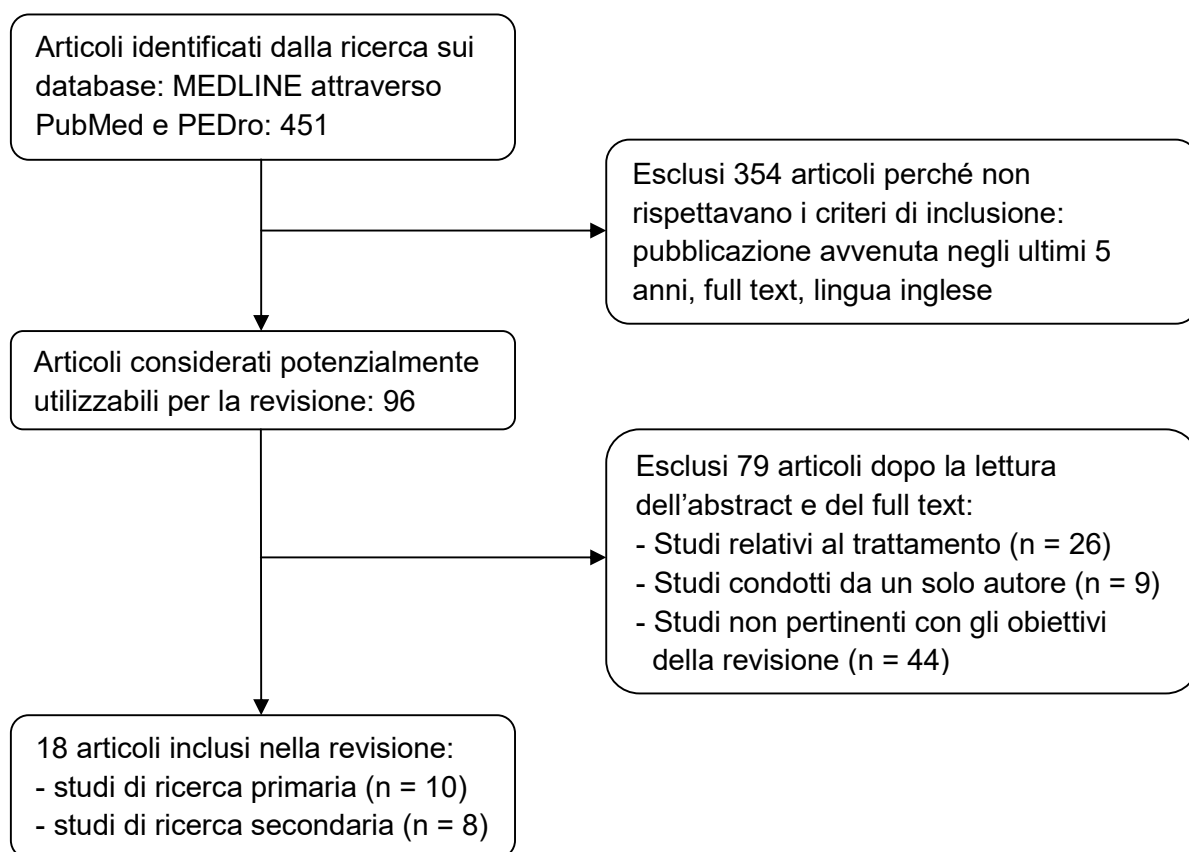 Articoli identificati dalla ricerca sui
database: MEDLINE attraverso
PubMed e PEDro: 451
Esclusi 354 articoli perché non
rispettavano i criteri di inclusione:
pubblicazione avvenuta negli ultimi 5
anni, full text, lingua inglese
Articoli considerati potenzialmente
utilizzabili per la revisione: 96
Esclusi 79 articoli dopo la lettura
dell’abstract e del full text:
- Studi relativi al trattamento (n = 26)
- Studi condotti da un solo autore (n = 9)
- Studi non pertinenti con gli obiettivi
della revisione (n = 44)
18 articoli inclusi nella revisione:
- studi di ricerca primaria (n = 10)
- studi di ricerca secondaria (n = 8)